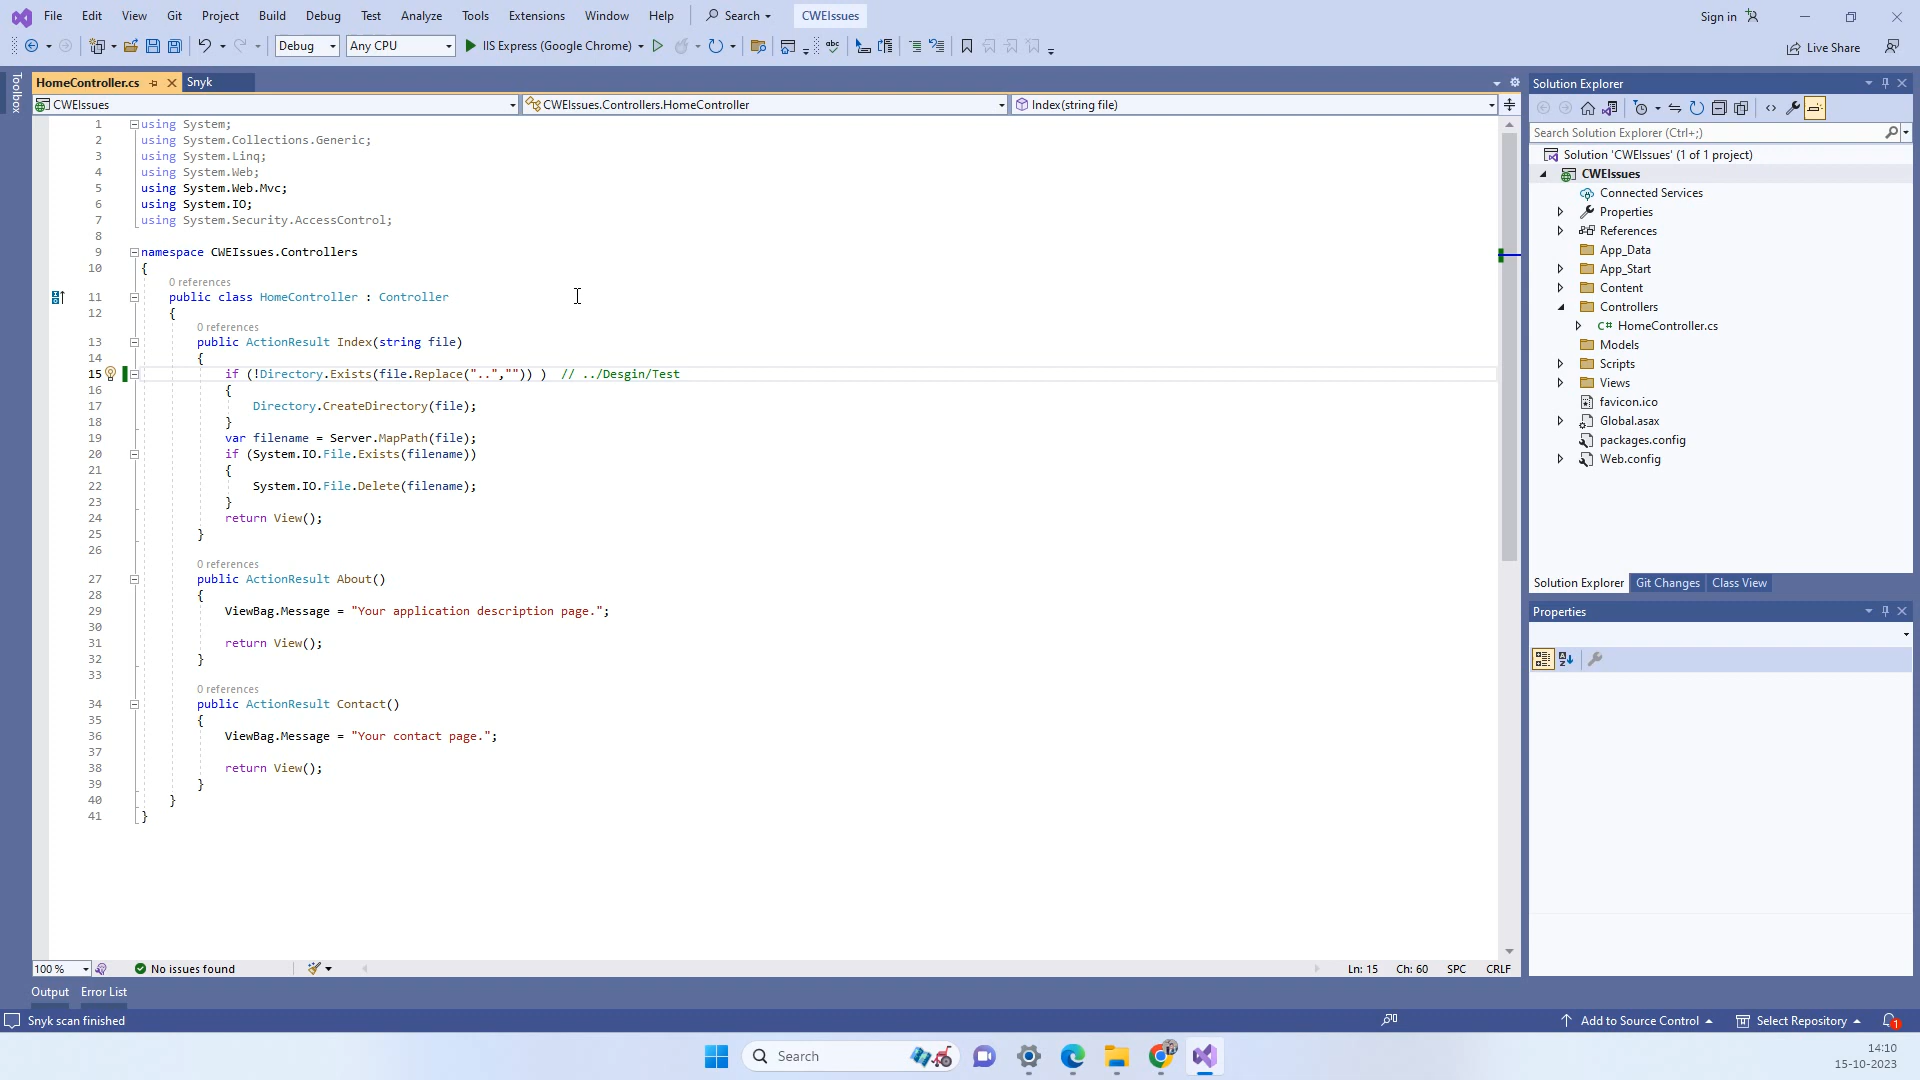 File Edit View Git Project Build Debug Test Analyze Tools Extensions Window Help Search CWEIssues Sign in
Debug Any CPU IIS Express (Google Chrome) Live Share
Toolbox
HomeController.cs Snyk
CWEIssues CWEIssues.Controllers.HomeController Index(string file)
1 using System;
2 using System.Collections.Generic;
3 using System.Linq;
4 using System.Web;
5 using System.Web.Mvc;
6 using System.IO;
7 using System.Security.AccessControl;
8
9 namespace CWEIssues.Controllers
10 {
0 references
11 public class HomeController : Controller
12 {
0 references
13 public ActionResult Index(string file)
14 {
15 if (!Directory.Exists(file.Replace("..","")) ) // ../Desgin/Test
16 {
17 Directory.CreateDirectory(file);
18 }
19 var filename = Server.MapPath(file);
20 if (System.IO.File.Exists(filename))
21 {
22 System.IO.File.Delete(filename);
23 }
24 return View();
25 }
26
0 references
27 public ActionResult About()
28 {
29 ViewBag.Message = "Your application description page.";
30
31 return View();
32 }
33
0 references
34 public ActionResult Contact()
35 {
36 ViewBag.Message = "Your contact page.";
37
38 return View();
39 }
40 }
41 }
100 % No issues found Ln: 15 Ch: 60 SPC CRLF
Output Error List
Solution Explorer
Search Solution Explorer (Ctrl+;)
Solution 'CWEIssues' (1 of 1 project)
CWEIssues
Connected Services
Properties
References
App_Data
App_Start
Content
Controllers
C# HomeController.cs
Models
Scripts
Views
favicon.ico
Global.asax
packages.config
Web.config
Solution Explorer Git Changes Class View
Properties
Snyk scan finished Add to Source Control Select Repository 1
Search
14:10
15-10-2023